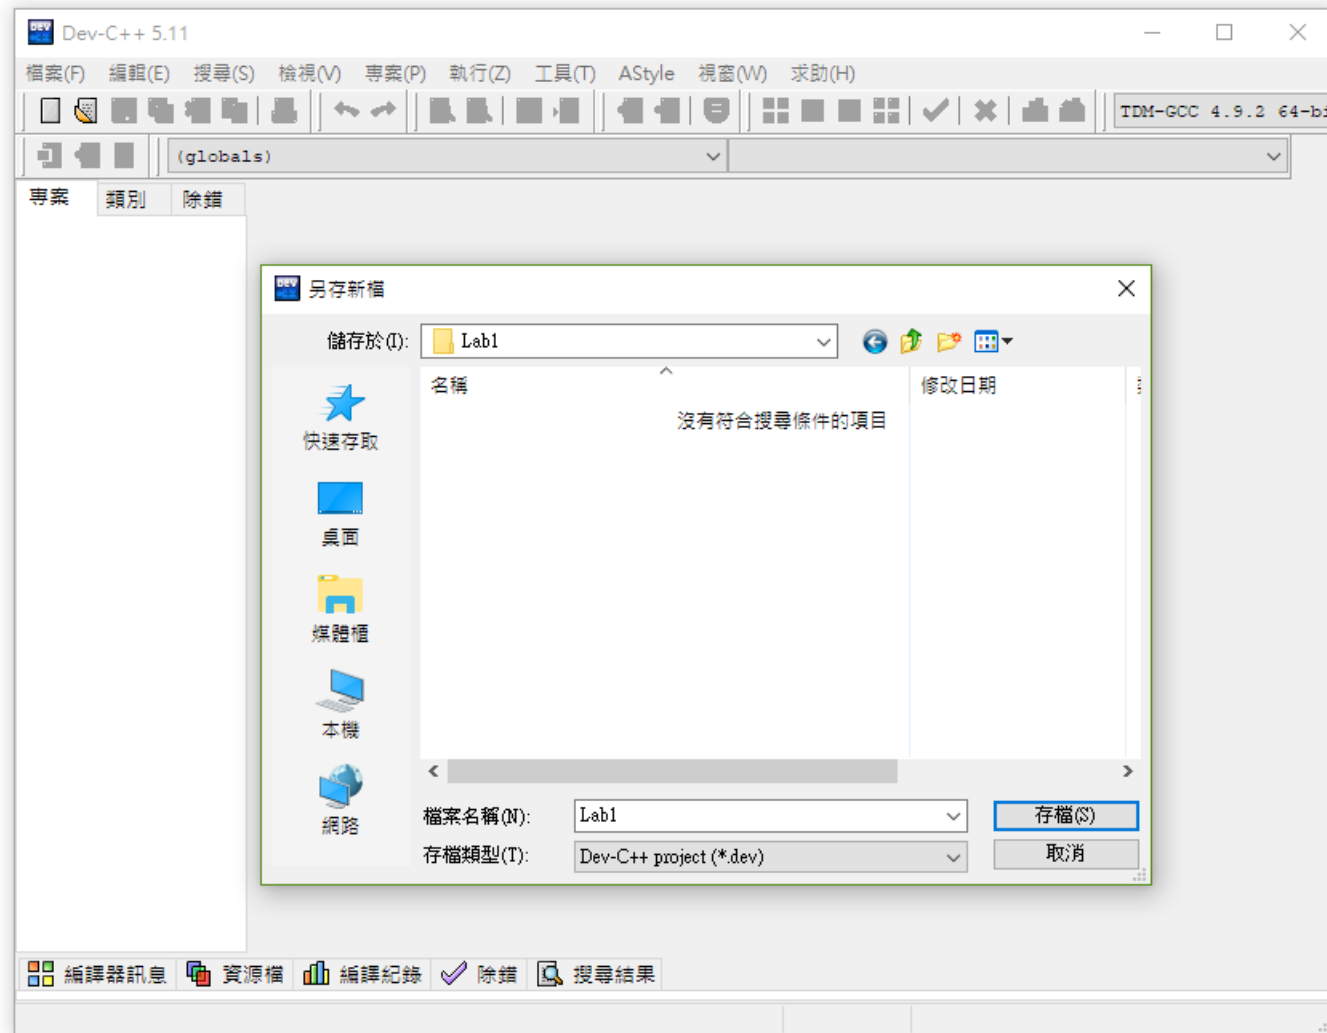 Dev-C++ 5.11
檔案(F) 編輯(E) 搜尋(S) 檢視(V) 專案(P) 執行(Z) 工具(T) AStyle 視窗(W) 求助(H)
TDM-GCC 4.9.2 64-bi
(globals)
專案 類別 除錯
另存新檔
儲存於(I): Lab1
名稱 修改日期
沒有符合搜尋條件的項目
快速存取
桌面
媒體櫃
本機
網路
檔案名稱(N): Lab1 存檔(S)
存檔類型(T): Dev-C++ project (*.dev) 取消
編譯器訊息 資源檔 編譯紀錄 除錯 搜尋結果